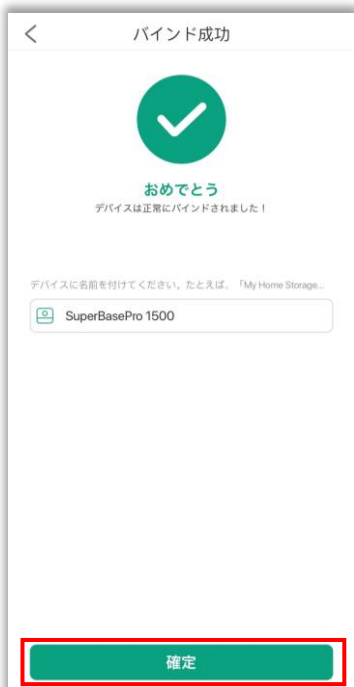 バインド成功
おめでとう
デバイスは正常にバインドされました！
デバイスに名前を付けてください。たとえば、「My Home Storage...
SuperBasePro 1500
確定